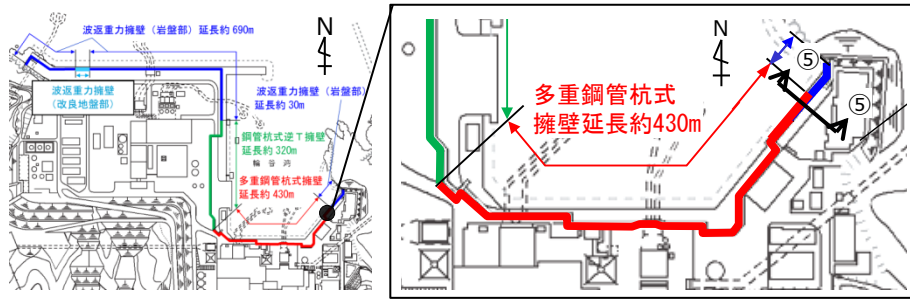 波返重力擁壁（岩盤部）延長約690m
N
波返重力擁壁
（改良地盤部）
波返重力擁壁（岩盤部）
延長約30m
鋼管杭式逆T擁壁
延長約320m
輪谷湾
多重鋼管杭式擁壁
延長約430m
N
⑤
⑤
多重鋼管杭式
擁壁延長約430m